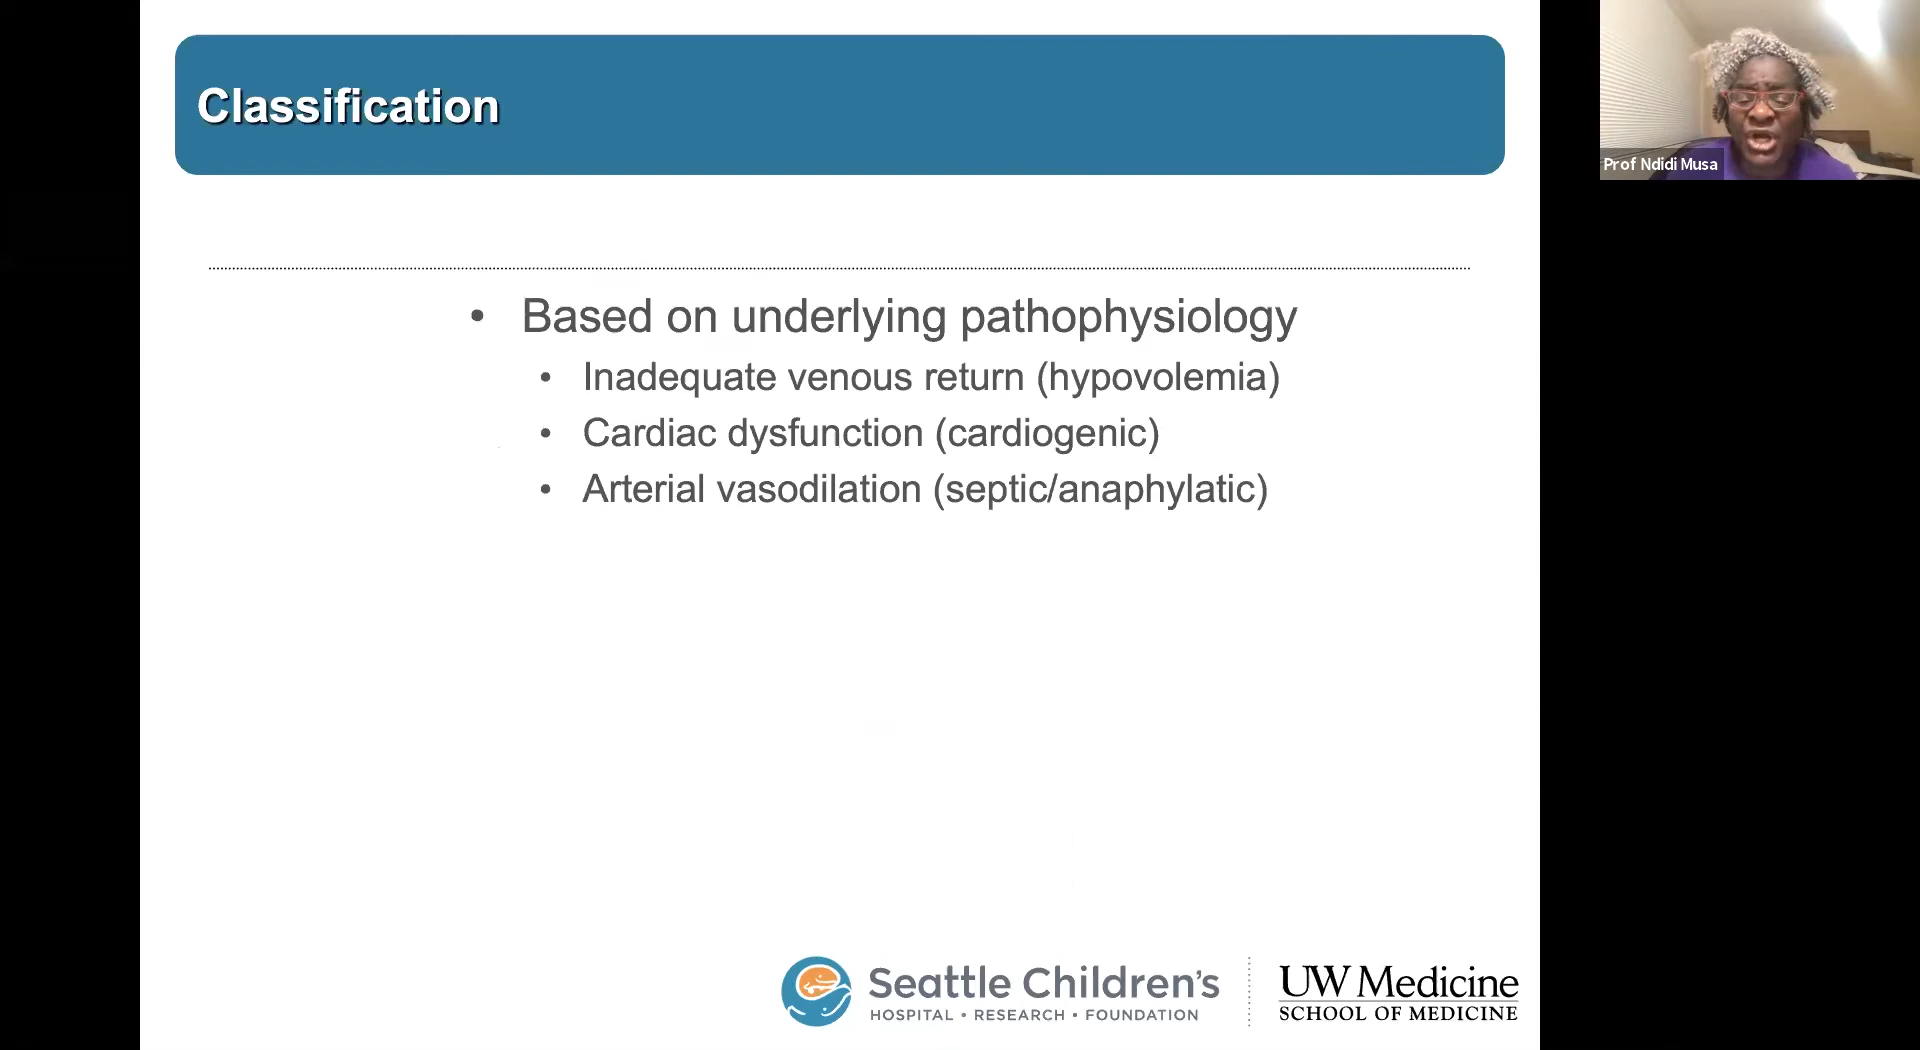 Classification
Prof Ndidi Musa
• Based on underlying pathophysiology
• Inadequate venous return (hypovolemia)
• Cardiac dysfunction (cardiogenic)
• Arterial vasodilation (septic/anaphylatic)
Seattle Children's
HOSPITAL • RESEARCH • FOUNDATION
UW Medicine
SCHOOL OF MEDICINE